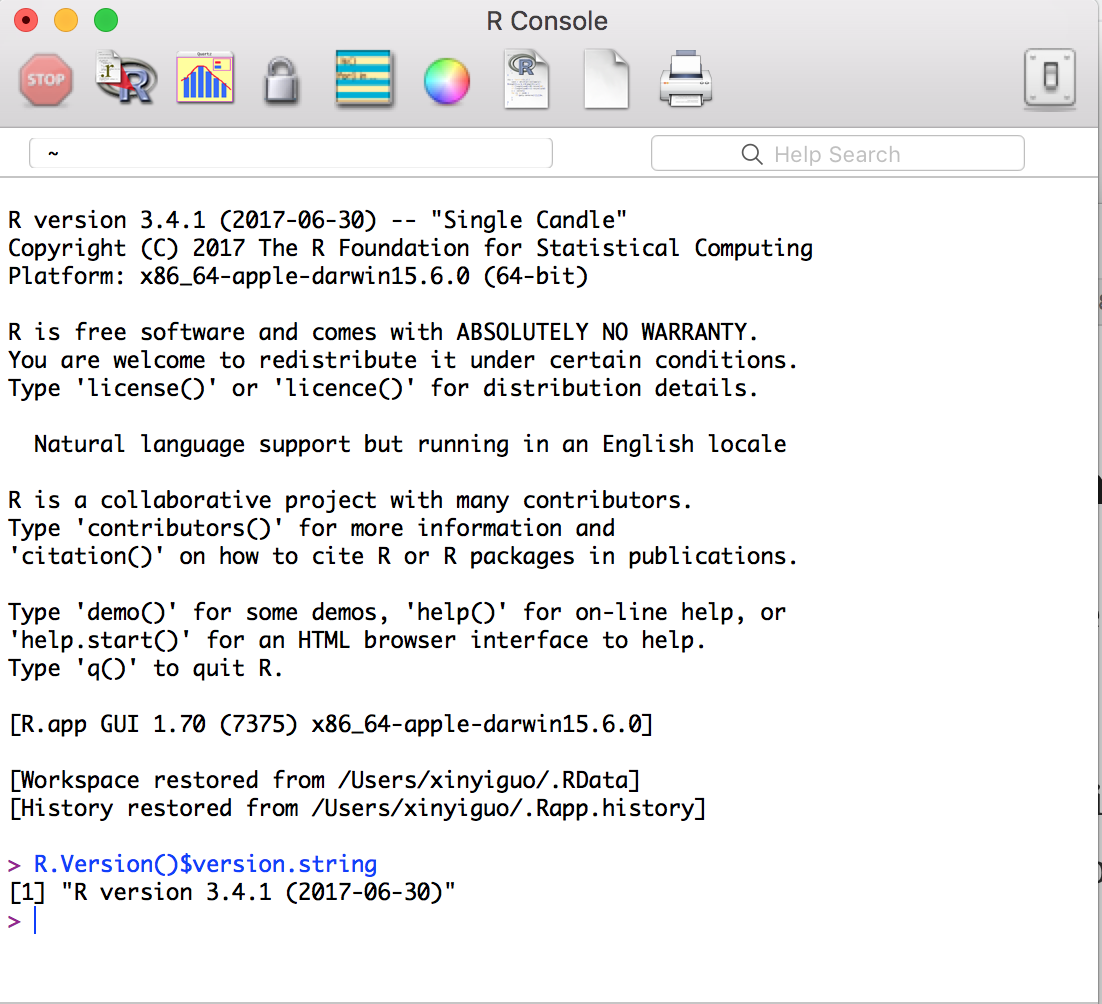 R Console
STOP
~
Help Search
R version 3.4.1 (2017-06-30) -- "Single Candle"
Copyright (C) 2017 The R Foundation for Statistical Computing
Platform: x86_64-apple-darwin15.6.0 (64-bit)
R is free software and comes with ABSOLUTELY NO WARRANTY.
You are welcome to redistribute it under certain conditions.
Type 'license()' or 'licence()' for distribution details.
Natural language support but running in an English locale
R is a collaborative project with many contributors.
Type 'contributors()' for more information and
'citation()' on how to cite R or R packages in publications.
Type 'demo()' for some demos, 'help()' for on-line help, or
'help.start()' for an HTML browser interface to help.
Type 'q()' to quit R.
[R.app GUI 1.70 (7375) x86_64-apple-darwin15.6.0]
[Workspace restored from /Users/xinyiguo/.RData]
[History restored from /Users/xinyiguo/.Rapp.history]
> R.Version()$version.string
[1] "R version 3.4.1 (2017-06-30)"
>